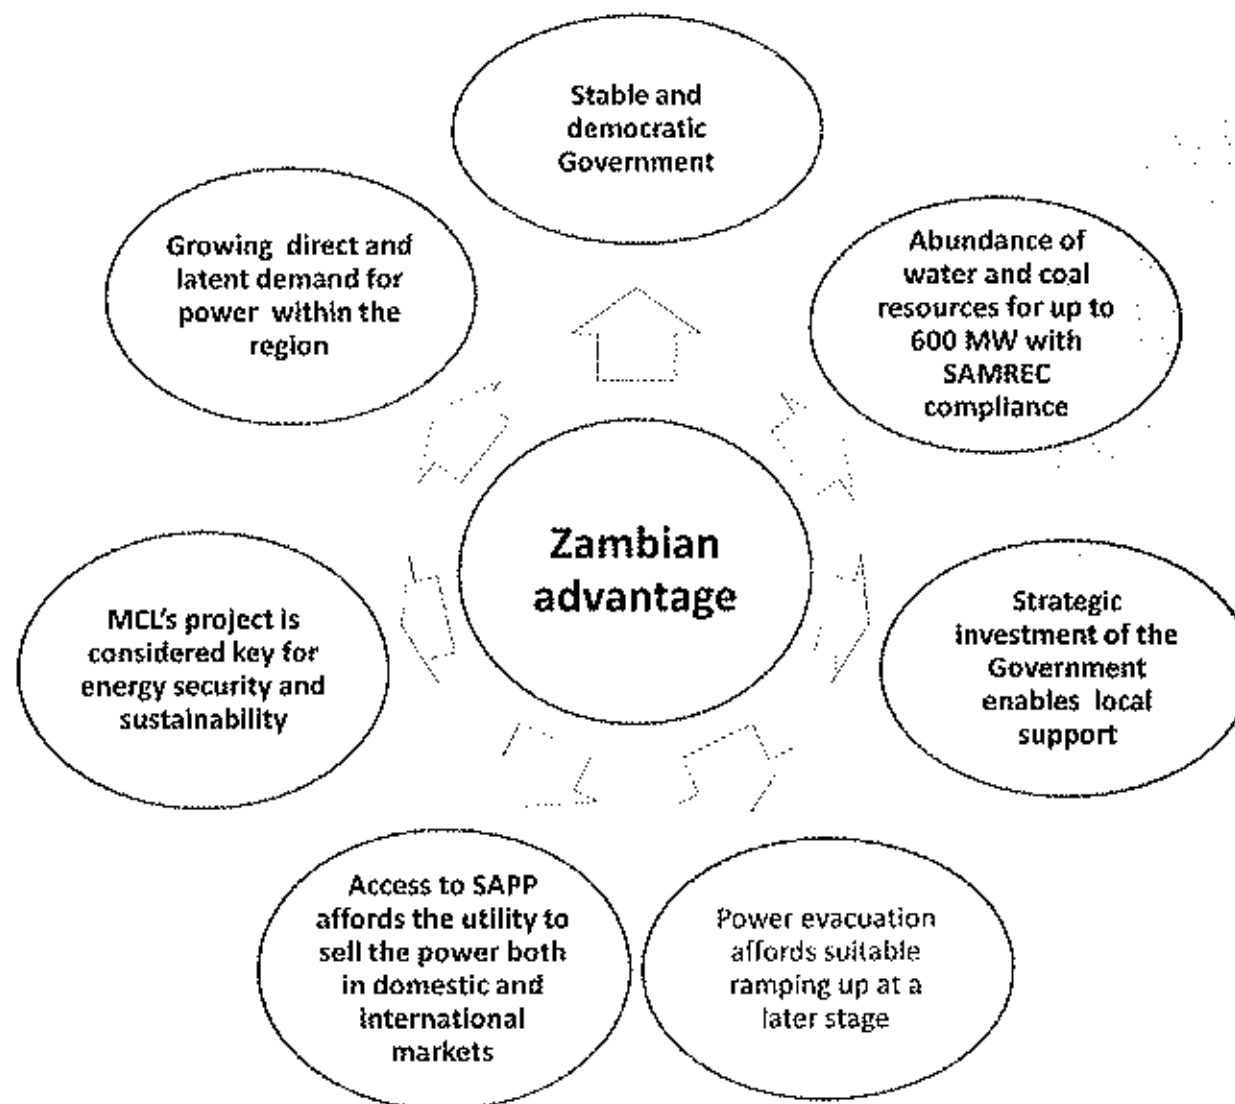 Stable and
democratic
Government
Abundance of
water and coal
resources for up to
600 MW with
SAMREC
compliance
Strategic
investment of the
Government
enables local
support
Power evacuation
affords suitable
ramping up at a
later stage
Access to SAPP
affords the utility to
sell the power both
in domestic and
international
markets
MCL's project is
considered key for
energy security and
sustainability
Growing direct and
latent demand for
power within the
region
Zambian
advantage